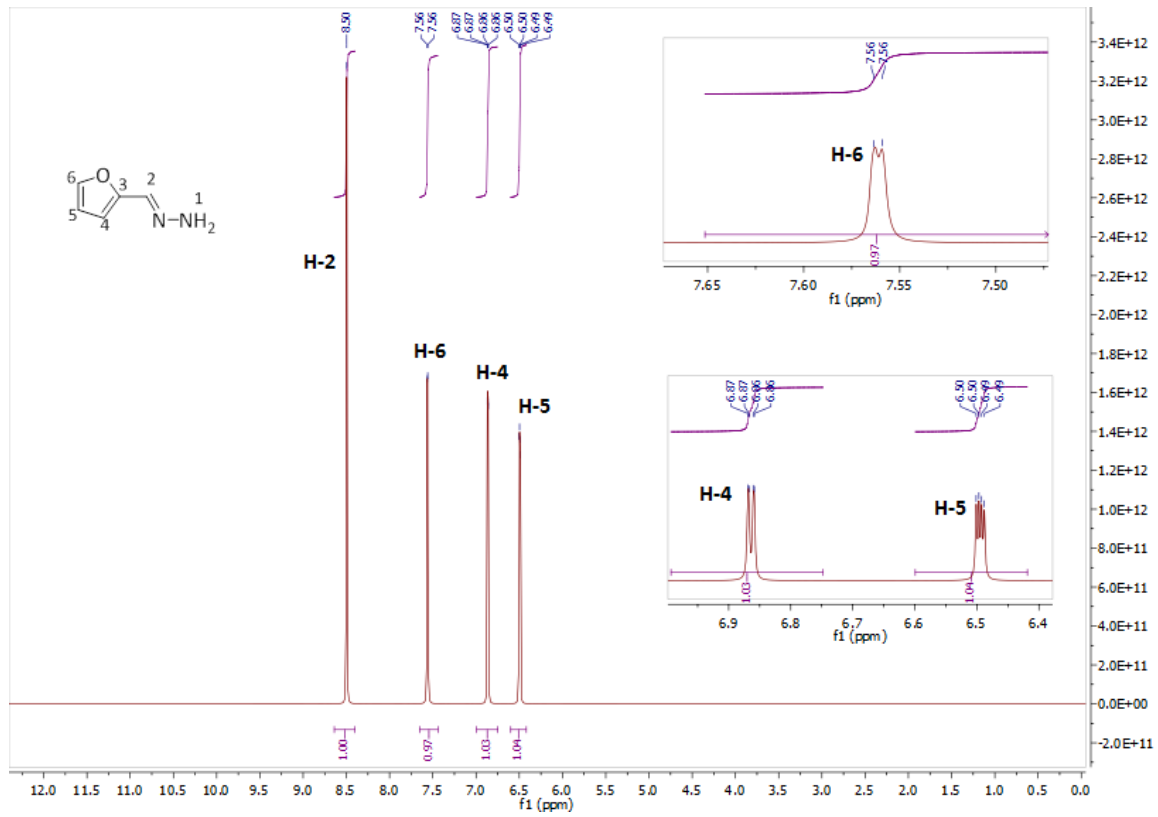 8.50
7.56
7.56
6.87
6.87
6.86
6.86
6.50
6.50
6.49
6.49
6
O
3
2
1
5
4
N
NH2
H-2
H-6
H-4
H-5
1.00
0.97
1.03
1.04
12.0 11.5 11.0 10.5 10.0 9.5 9.0 8.5 8.0 7.5 7.0 6.5 6.0 5.5 5.0 4.5 4.0 3.5 3.0 2.5 2.0 1.5 1.0 0.5 0.0
f1 (ppm)
7.56
7.56
H-6
0.97
7.65 7.60 7.55 7.50
f1 (ppm)
6.87
6.87
6.86
6.86
6.50
6.50
6.49
6.49
H-4
H-5
1.03
1.04
6.9 6.8 6.7 6.6 6.5 6.4
f1 (ppm)
3.4E+12
3.2E+12
3.0E+12
2.8E+12
2.6E+12
2.4E+12
2.2E+12
2.0E+12
1.8E+12
1.6E+12
1.4E+12
1.2E+12
1.0E+12
8.0E+11
6.0E+11
4.0E+11
2.0E+11
0.0E+00
-2.0E+11